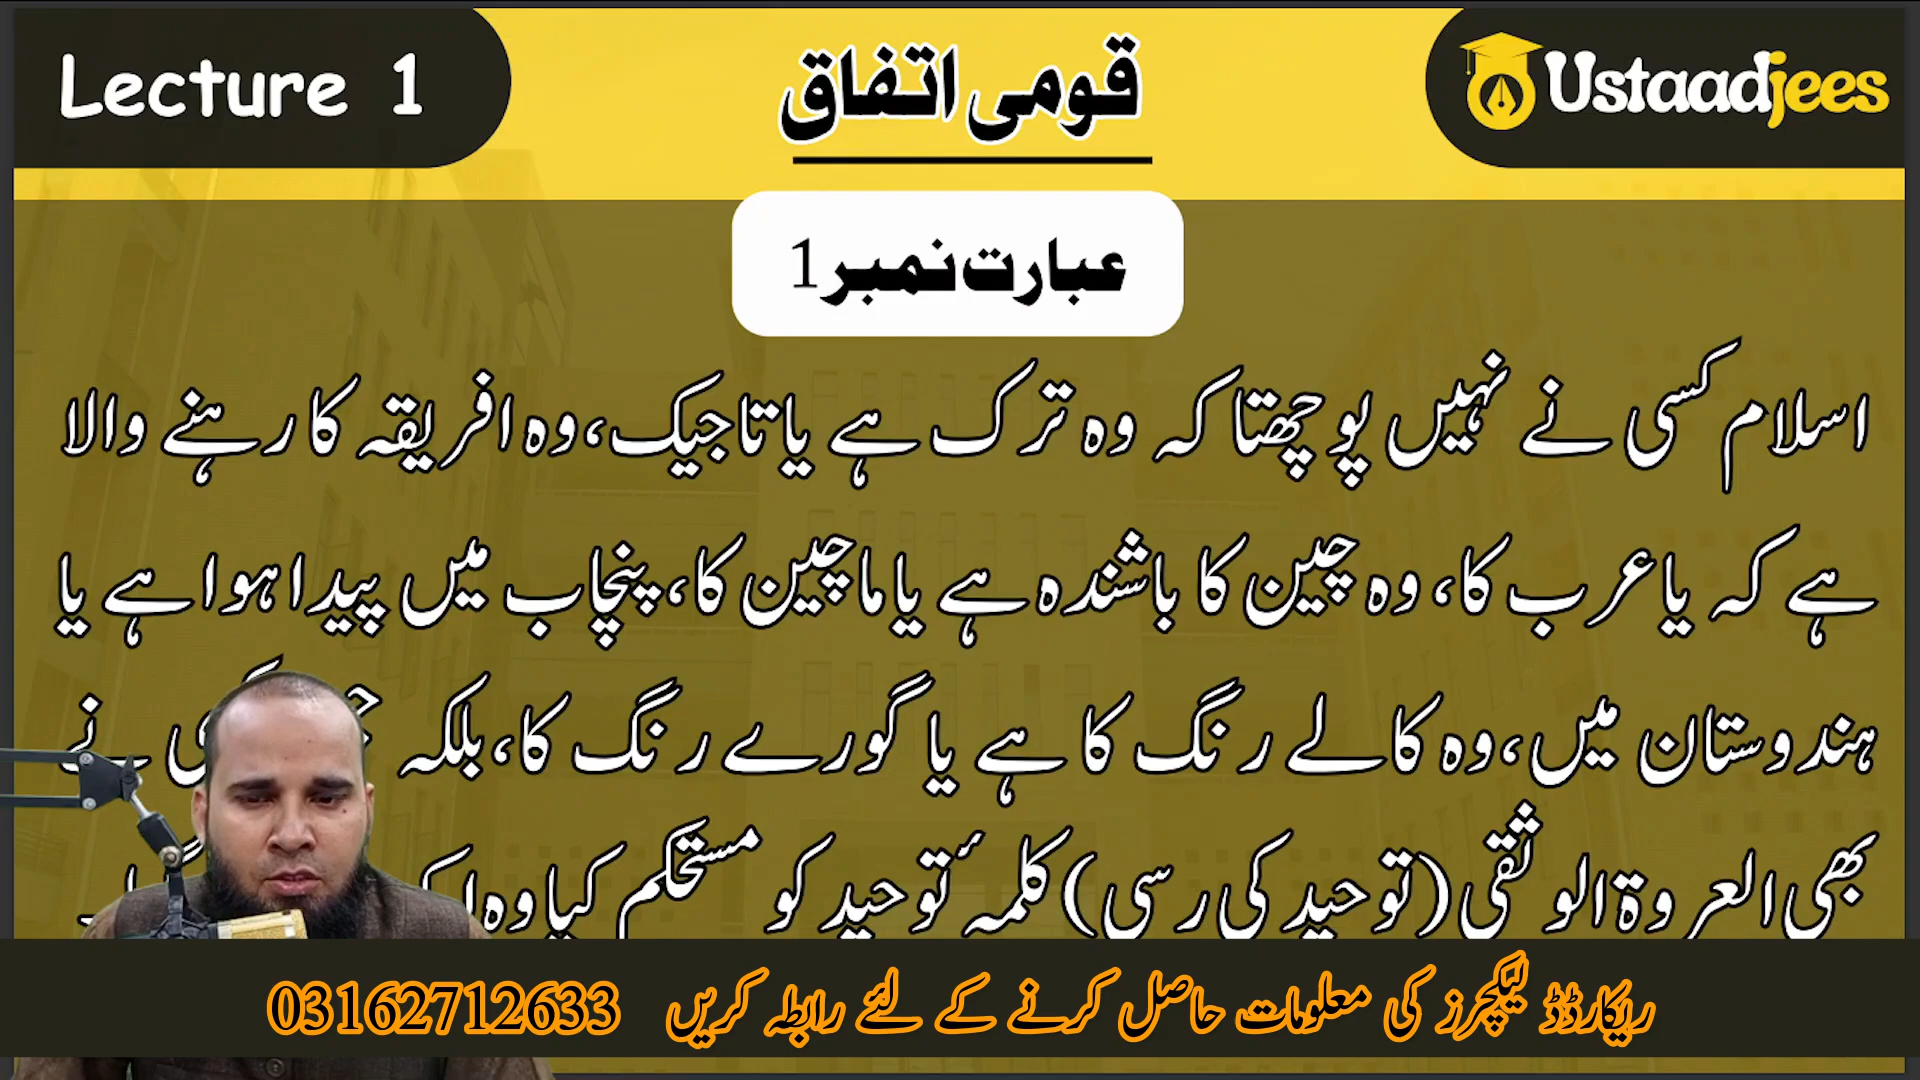 Lecture 1
قومی اتفاق
Ustaadjees
عبارت نمبر 1
اسلام کسی نے نہیں پوچھتا کہ وہ ترک ہے یا تاجیک، وہ افریقہ کا رہنے والا
ہے کہ یا عرب کا، وہ چین کا باشندہ ہے یا ماچین کا، پنجاب میں پیدا ہوا ہے یا
ہندوستان میں، وہ کالے رنگ کا ہے یا گورے رنگ کا، بلکہ نے
بھی العروۃ الوثقی (توحید کی رسی) کلمۂ توحید کو مستحکم کیا وہ
ریکارڈڈ لیکچرز کی معلومات حاصل کرنے کے لئے رابطہ کریں 03162712633